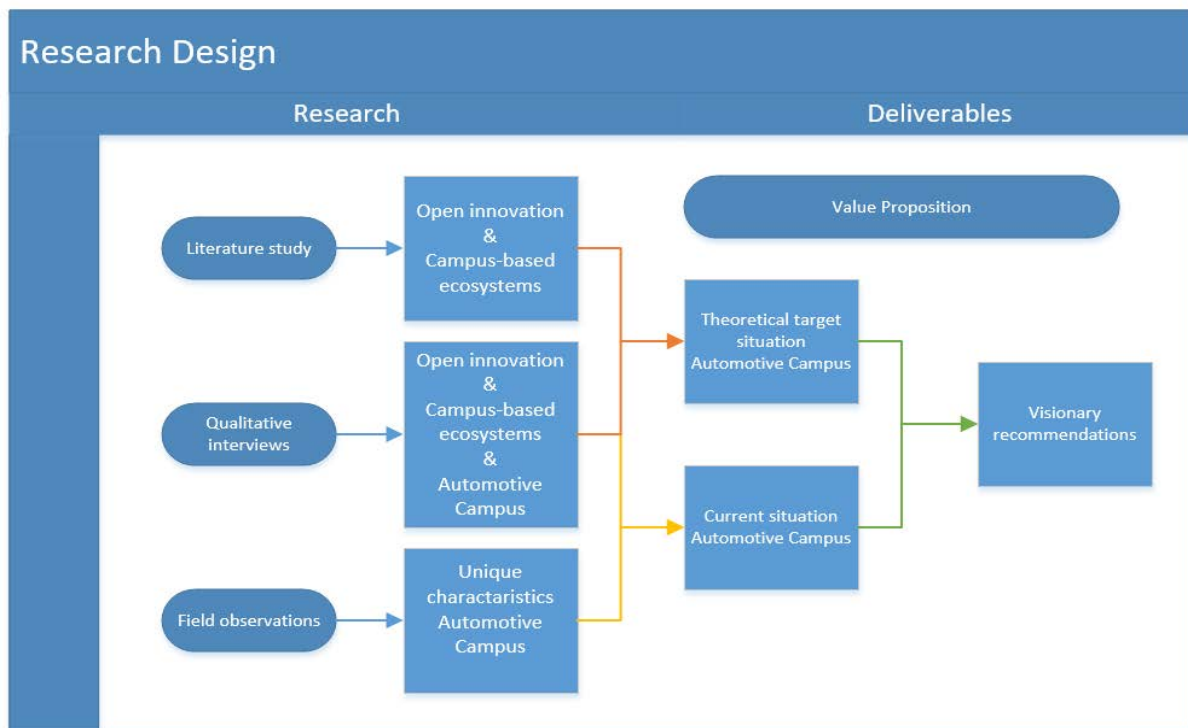 Research Design
Research
Deliverables
Literature study
Open innovation
&
Campus-based
ecosystems
Value Proposition
Theoretical target
situation
Automotive Campus
Qualitative
interviews
Open innovation
&
Campus-based
ecosystems
&
Automotive
Campus
Visionary
recommendations
Current situation
Automotive Campus
Field observations
Unique
charactaristics
Automotive
Campus